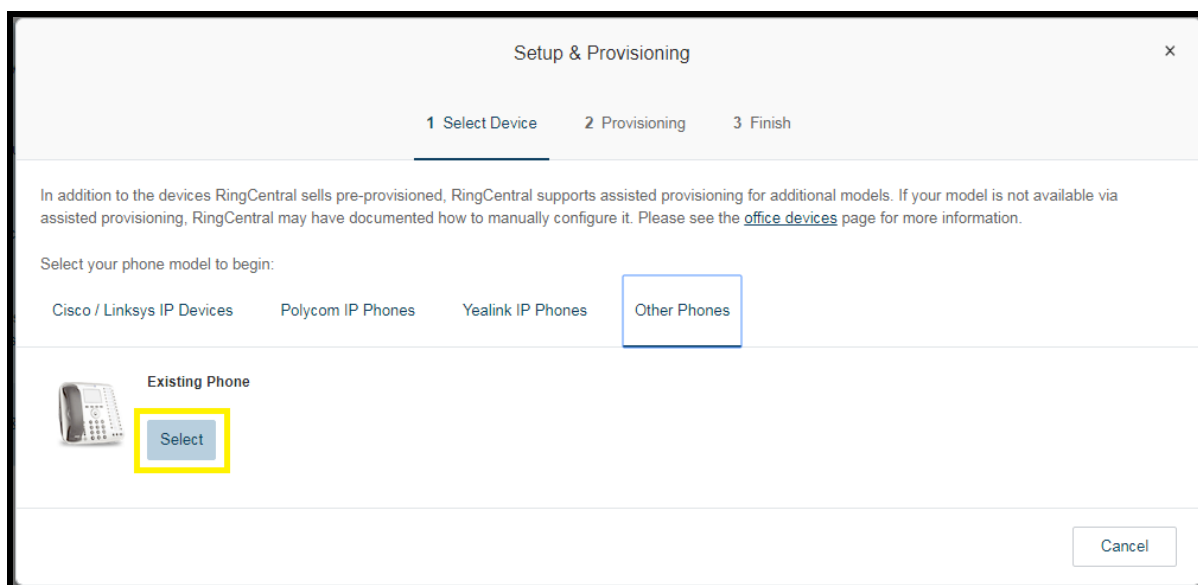 Setup & Provisioning
×
1 Select Device 2 Provisioning 3 Finish
In addition to the devices RingCentral sells pre-provisioned, RingCentral supports assisted provisioning for additional models. If your model is not available via
assisted provisioning, RingCentral may have documented how to manually configure it. Please see the office devices page for more information.
Select your phone model to begin:
Cisco / Linksys IP Devices Polycom IP Phones Yealink IP Phones Other Phones
Existing Phone
Select
Cancel